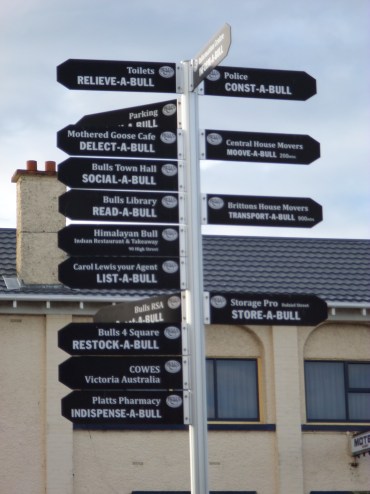 Toilets
RELIEVE-A-BULL
Police
CONST-A-BULL
Parking
Mothered Goose Cafe
DELECT-A-BULL
Central House Movers
MOOVE-A-BULL
Bulls Town Hall
SOCIAL-A-BULL
Bulls Library
READ-A-BULL
Brittons House Movers
TRANSPORT-A-BULL
Himalayan Bull
Indian Restaurant & Takeaway
90 High Street
Carol Lewis your Agent
LIST-A-BULL
Bulls RSA
Storage Pro
STORE-A-BULL
Bulls 4 Square
RESTOCK-A-BULL
COWES
Victoria Australia
Platts Pharmacy
INDISPENSE-A-BULL